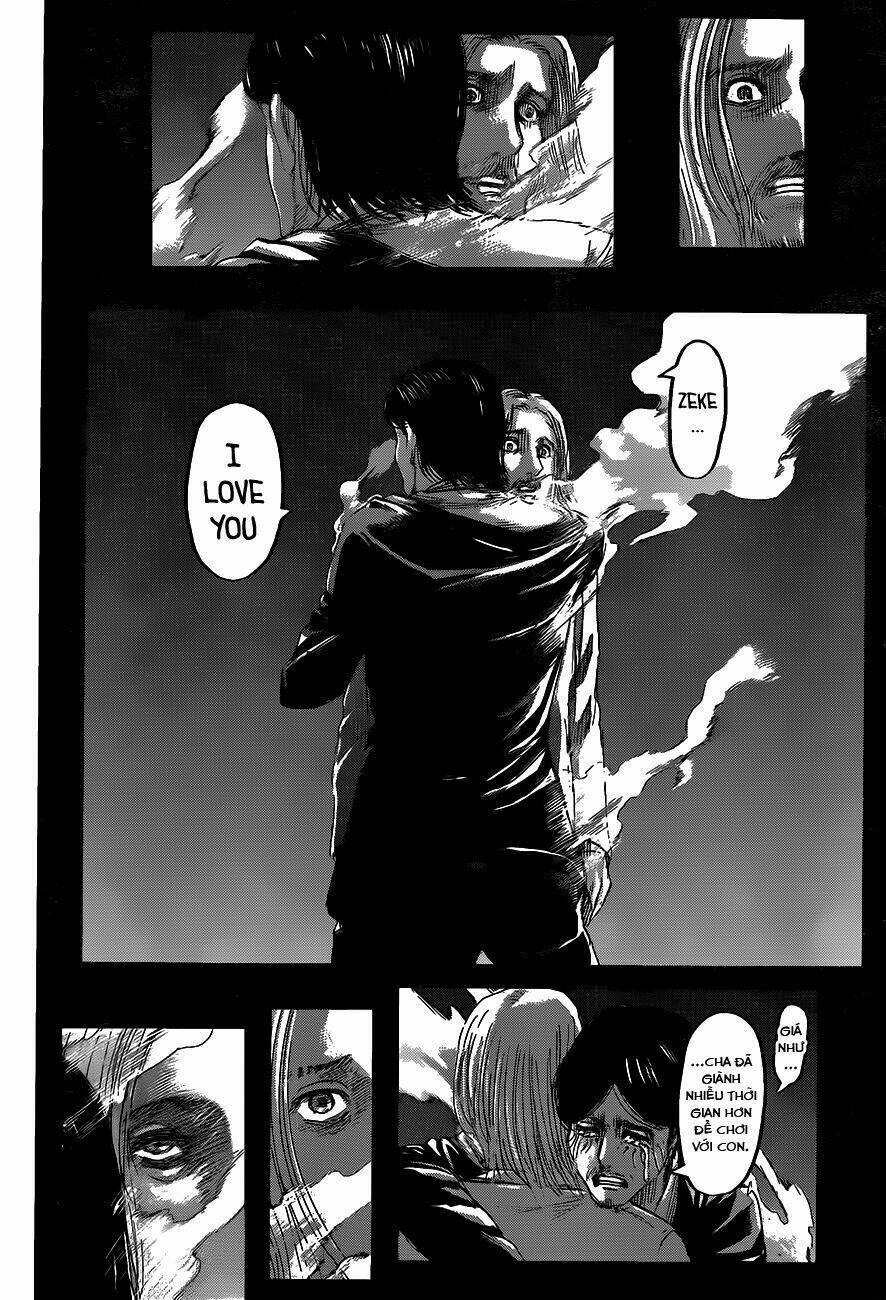 ZEKE
...
I
LOVE
YOU
GIÁ
NHƯ
...
...CHA ĐÃ
GIÀNH
NHIỀU THỜI
GIAN HƠN
ĐỂ CHƠI
VỚI CON.